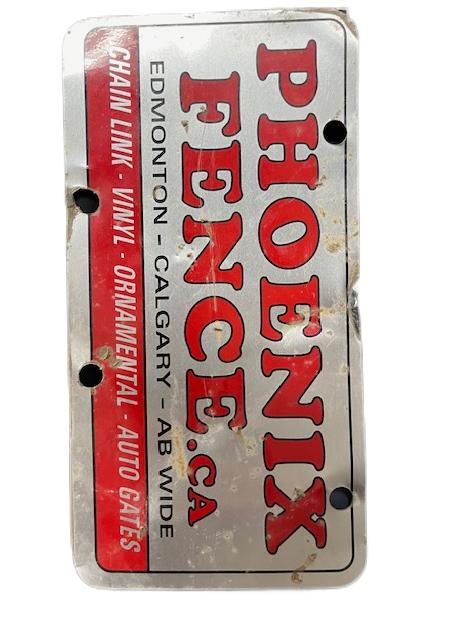 PHOENIX
FENCE.CA
EDMONTON - CALGARY - AB WIDE
CHAIN LINK - VINYL - ORNAMENTAL - AUTO GATES